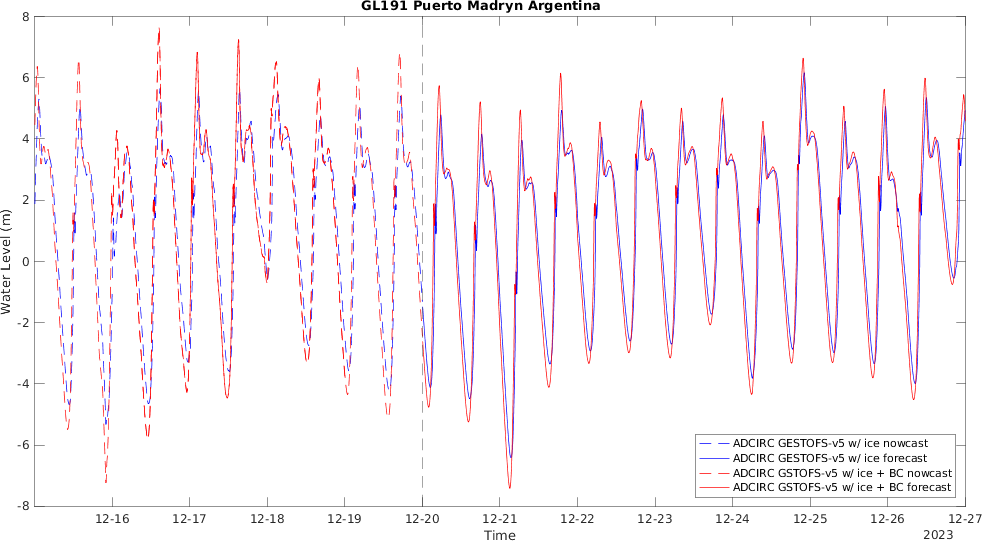 GL191 Puerto Madryn Argentina
8
6
4
2
0
-2
-4
-6
-8
Water Level (m)
ADCIRC GESTOFS-v5 w/ ice nowcast
ADCIRC GESTOFS-v5 w/ ice forecast
ADCIRC GSTOFS-v5 w/ ice + BC nowcast
ADCIRC GSTOFS-v5 w/ ice + BC forecast
12-16 12-17 12-18 12-19 12-20 12-21 12-22 12-23 12-24 12-25 12-26 12-27
Time
2023